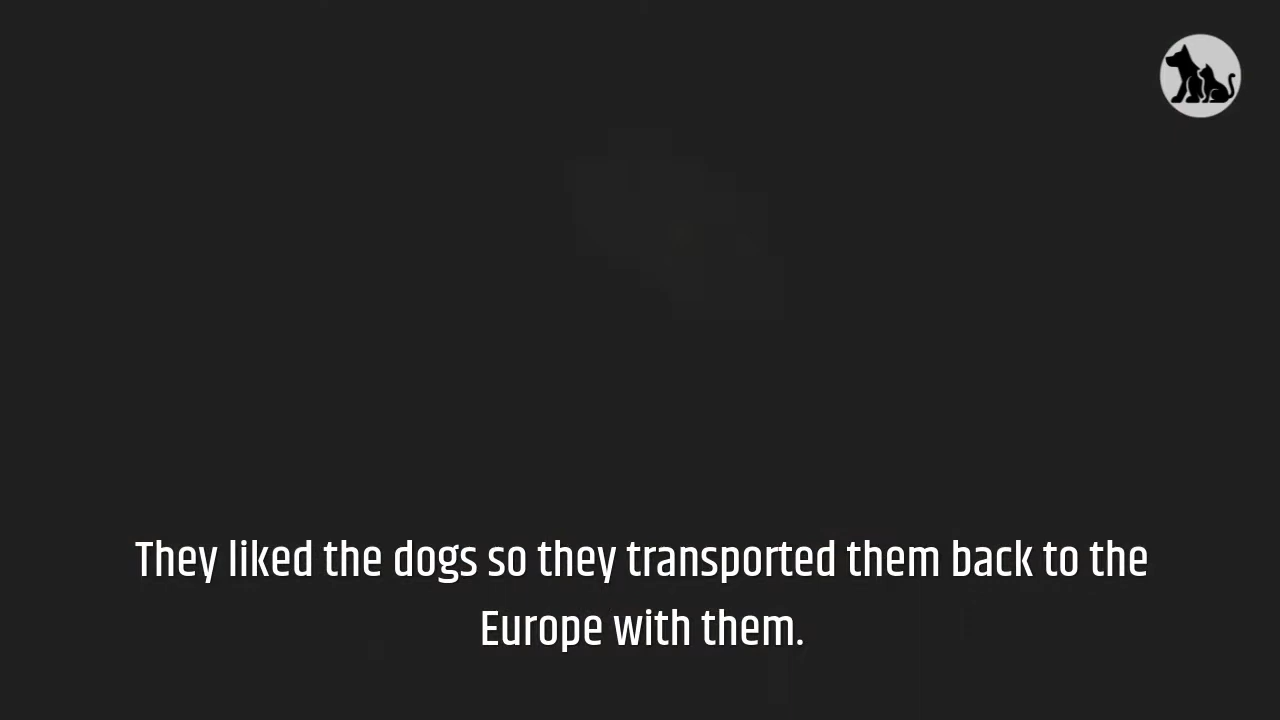 They liked the dogs so they transported them back to the
Europe with them.